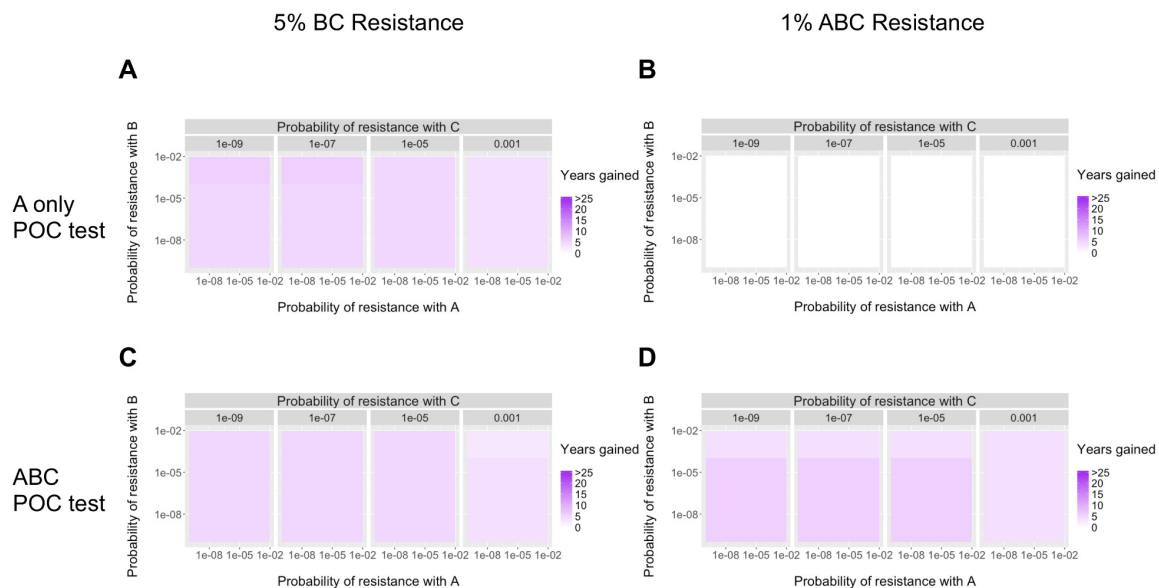 5% BC Resistance
1% ABC Resistance
A
B
A only
POC test
Probability of resistance with B
Probability of resistance with C
1e-09 1e-07 1e-05 0.001
1e-02
1e-05
1e-08
1e-08 1e-05 1e-02 1e-08 1e-05 1e-02 1e-08 1e-05 1e-02 1e-08 1e-05 1e-02
Probability of resistance with A
Years gained
>25
20
15
10
5
0
Probability of resistance with B
Probability of resistance with C
1e-09 1e-07 1e-05 0.001
1e-02
1e-05
1e-08
1e-08 1e-05 1e-02 1e-08 1e-05 1e-02 1e-08 1e-05 1e-02 1e-08 1e-05 1e-02
Probability of resistance with A
Years gained
>25
20
15
10
5
0
C
D
ABC
POC test
Probability of resistance with B
Probability of resistance with C
1e-09 1e-07 1e-05 0.001
1e-02
1e-05
1e-08
1e-08 1e-05 1e-02 1e-08 1e-05 1e-02 1e-08 1e-05 1e-02 1e-08 1e-05 1e-02
Probability of resistance with A
Years gained
>25
20
15
10
5
0
Probability of resistance with B
Probability of resistance with C
1e-09 1e-07 1e-05 0.001
1e-02
1e-05
1e-08
1e-08 1e-05 1e-02 1e-08 1e-05 1e-02 1e-08 1e-05 1e-02 1e-08 1e-05 1e-02
Probability of resistance with A
Years gained
>25
20
15
10
5
0